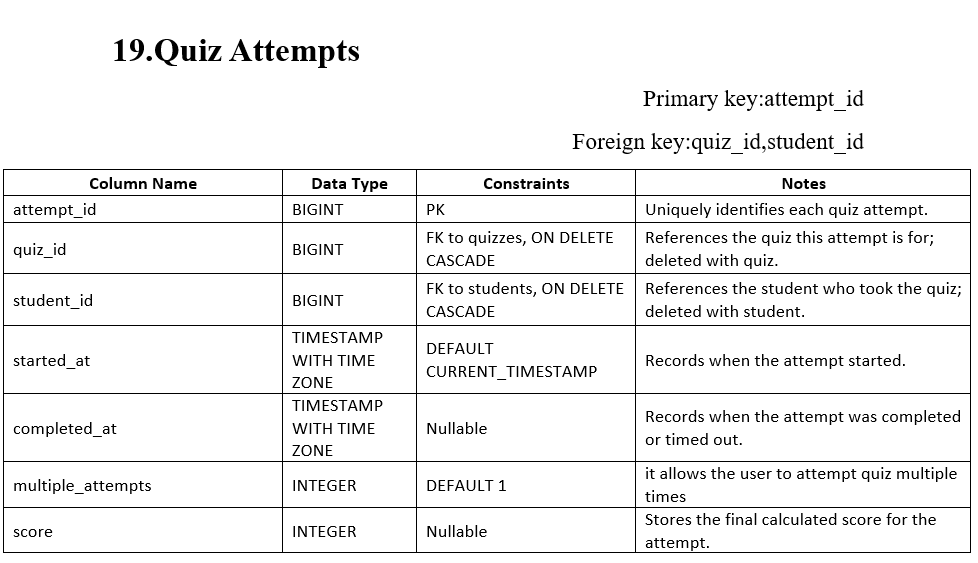 19.Quiz Attempts
Primary key:attempt_id
Foreign key:quiz_id,student_id
Column Name Data Type Constraints Notes
attempt_id BIGINT PK Uniquely identifies each quiz attempt.
quiz_id BIGINT FK to quizzes, ON DELETE
CASCADE References the quiz this attempt is for;
deleted with quiz.
student_id BIGINT FK to students, ON DELETE
CASCADE References the student who took the quiz;
deleted with student.
started_at TIMESTAMP
WITH TIME
ZONE DEFAULT
CURRENT_TIMESTAMP Records when the attempt started.
completed_at TIMESTAMP
WITH TIME
ZONE Nullable Records when the attempt was completed
or timed out.
multiple_attempts INTEGER DEFAULT 1 it allows the user to attempt quiz multiple
times
score INTEGER Nullable Stores the final calculated score for the
attempt.